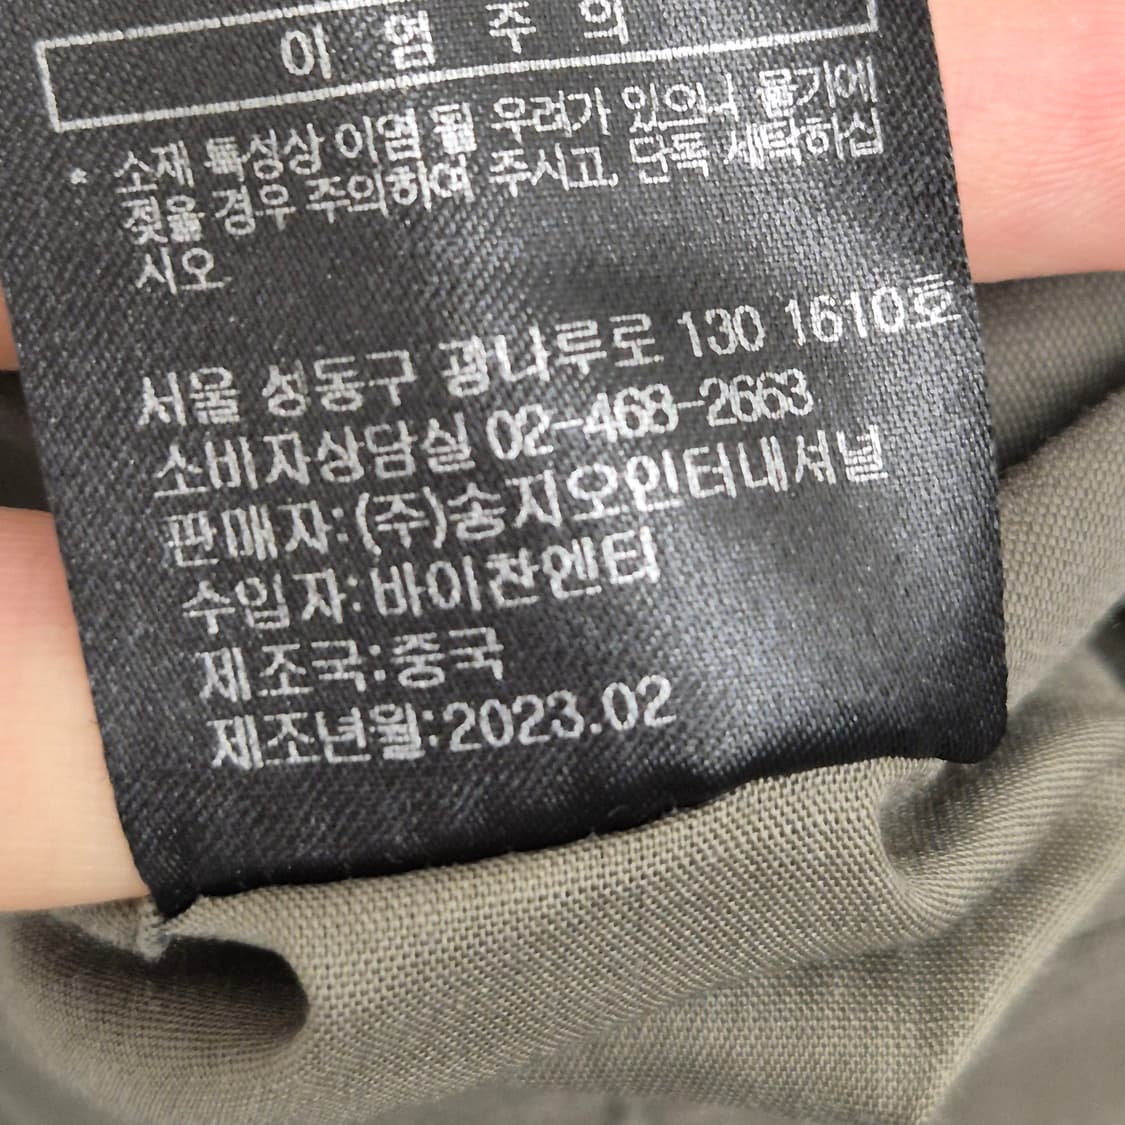 이염주의
* 소재 특성상 이염 될 우려가 있으니 물기에
젖을 경우 주의하여 주시고, 단독 세탁하십
시오
서울 성동구 광나루로 130 1610호
소비자상담실 02-468-2663
판매자:(주)송지오인터내셔널
수입자:바이찬엔터
제조국:중국
제조년월:2023.02